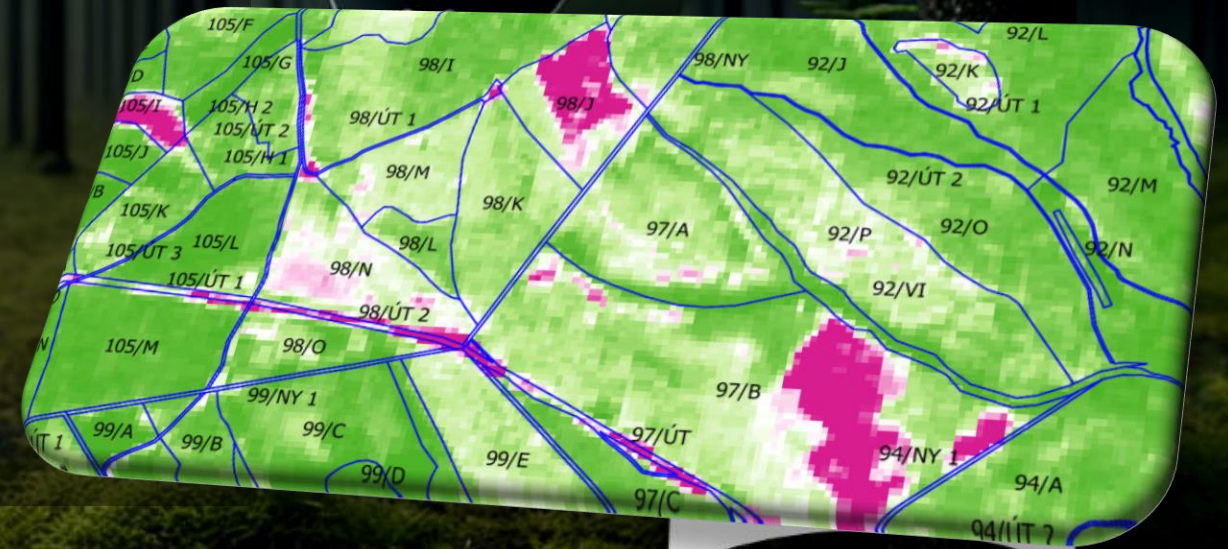 105/F
92/L
98/NY
105/G
98/I
92/J
92/K
D
105/I
105/H 2
98/J
92/ÚT 1
98/ÚT 1
105/ÚT 2
105/J
105/H 1
98/M
92/ÚT 2
92/M
B
105/K
98/K
97/A
92/P
92/O
105/ÚT 3
105/L
98/L
92/N
105/ÚT 1
98/N
92/VI
98/ÚT 2
N
105/M
98/O
97/B
99/NY 1
ÚT 1
99/A
99/B
99/C
97/ÚT
94/NY 1
99/E
99/D
94/A
97/C
94/ÚT 2